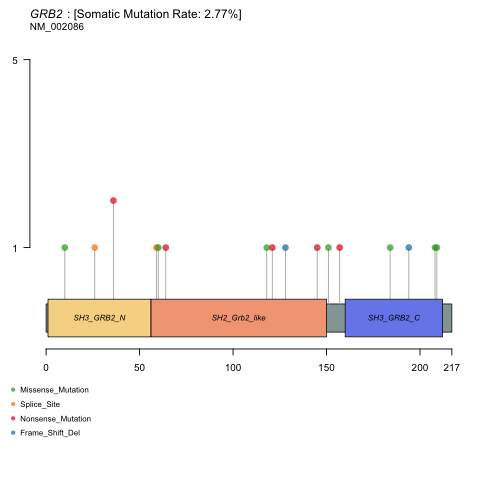 GRB2 : [Somatic Mutation Rate: 2.77%]
NM_002086
5
1
SH3_GRB2_N SH2_Grb2_like SH3_GRB2_C
0 50 100 150 200 217
Missense_Mutation
Splice_Site
Nonsense_Mutation
Frame_Shift_Del